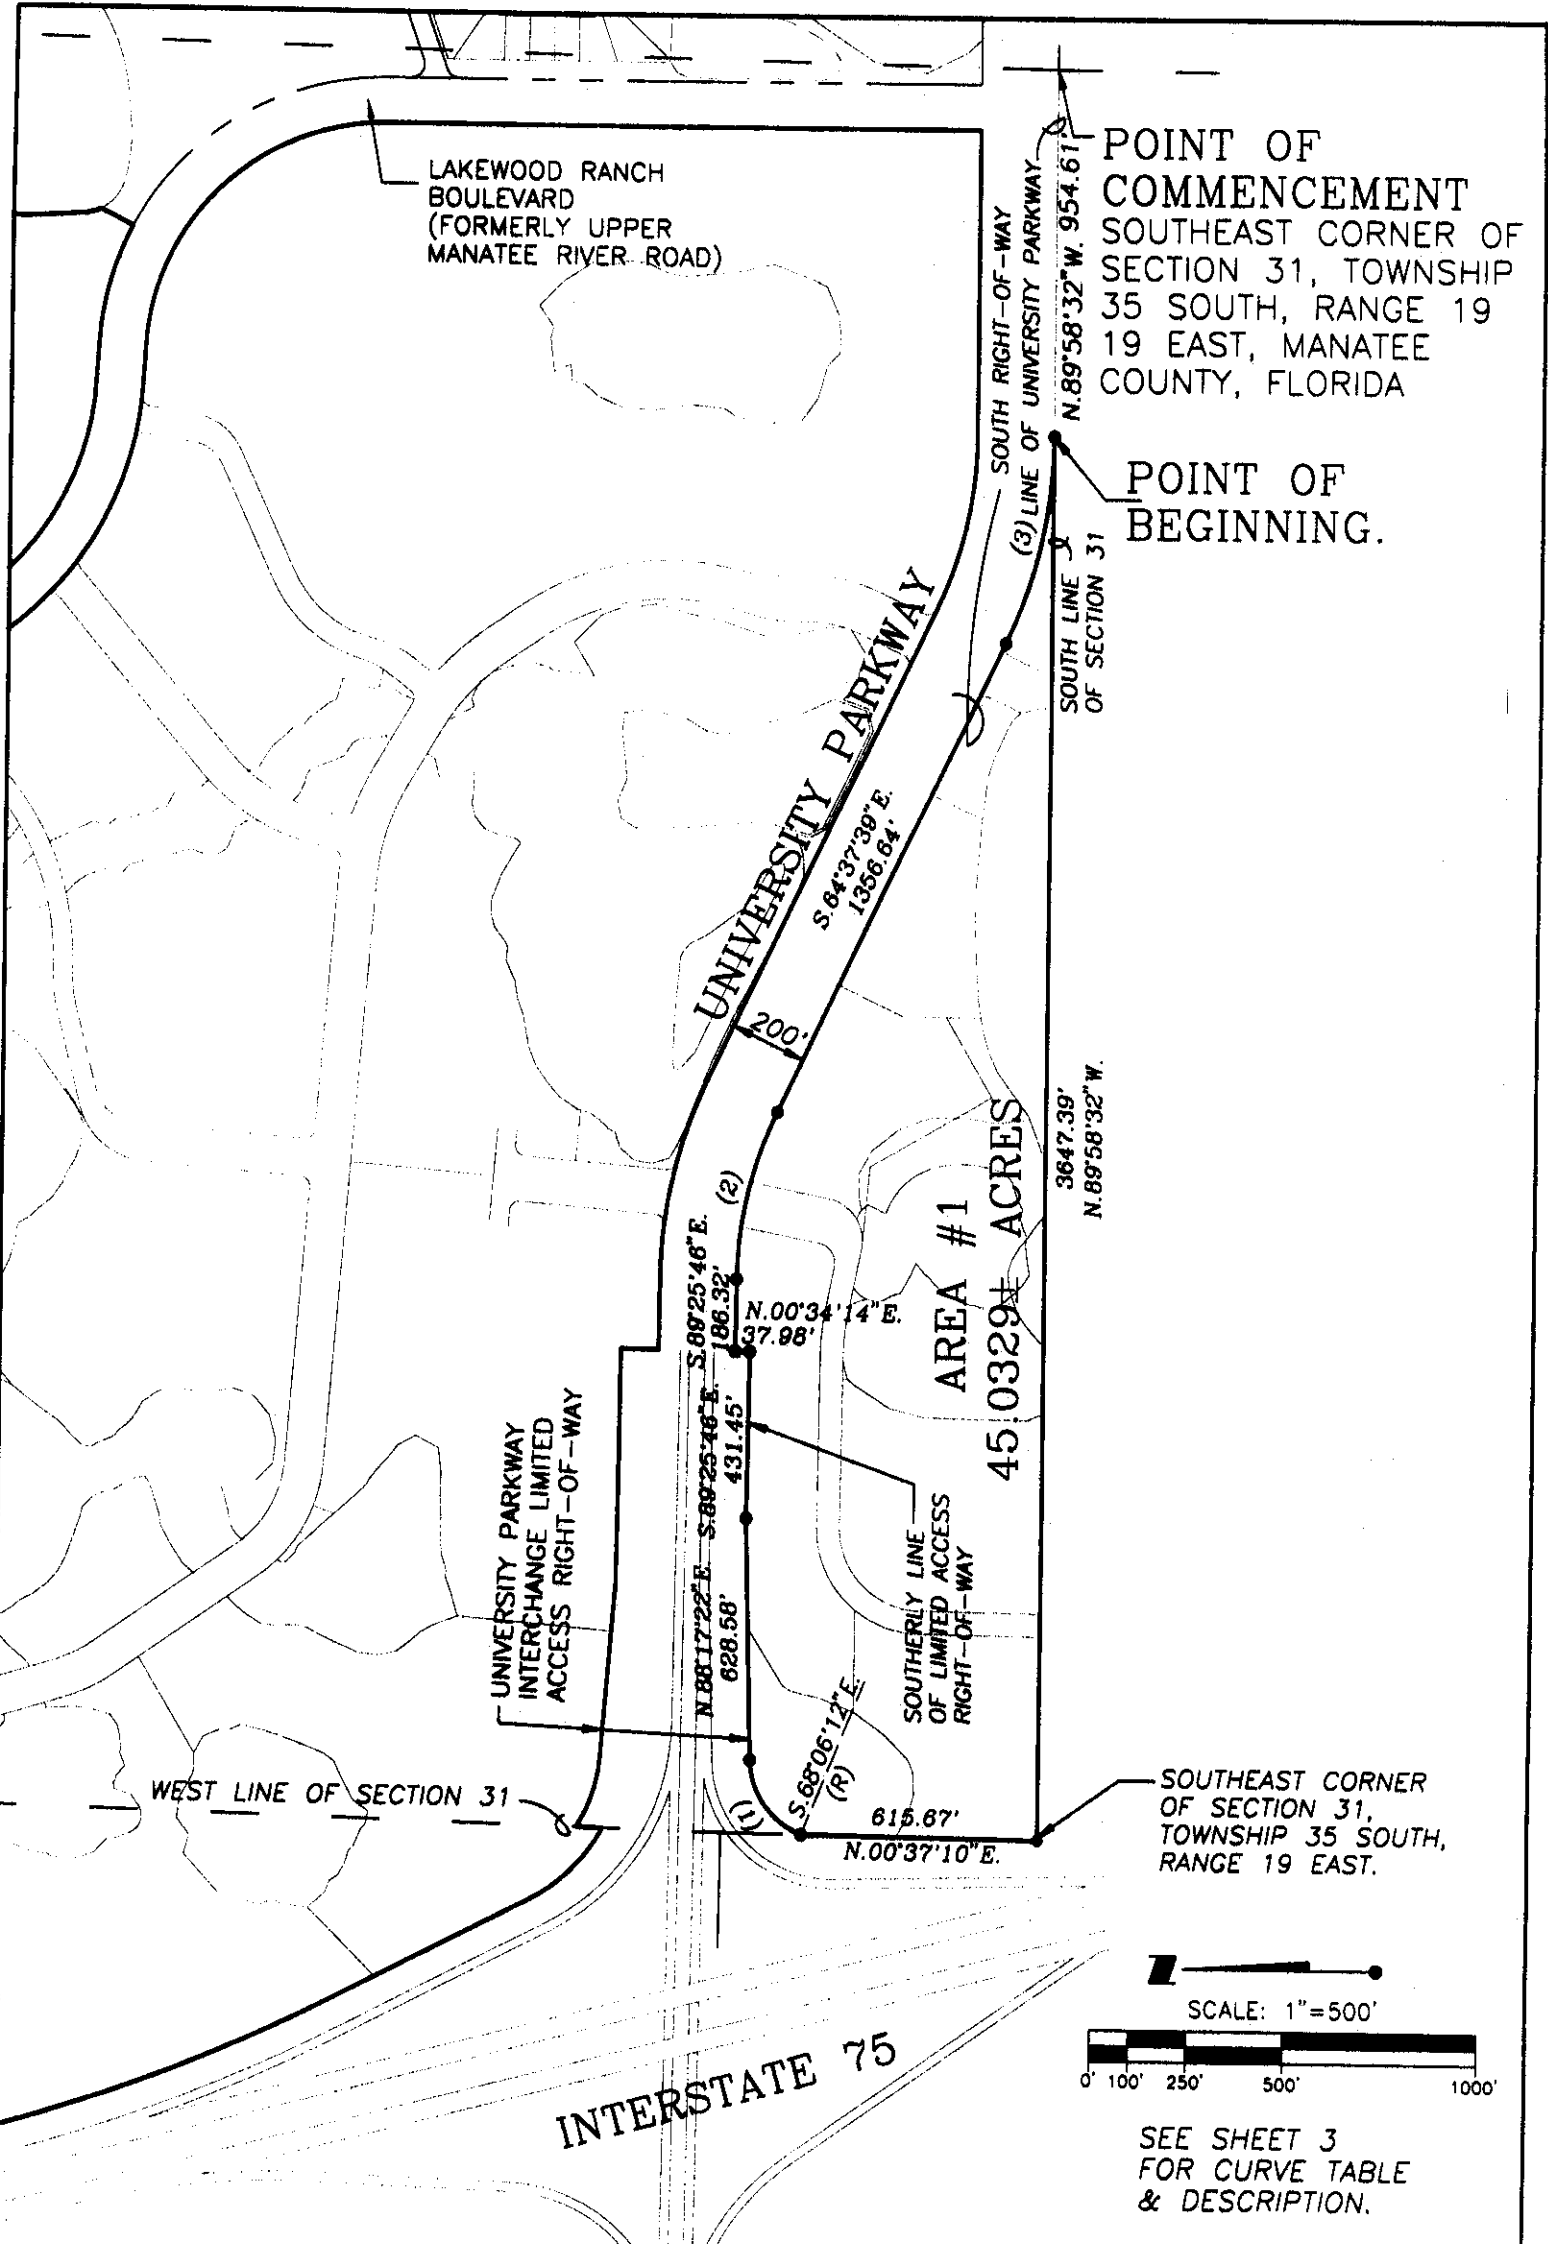 LAKEWOOD RANCH
BOULEVARD
(FORMERLY UPPER
MANATEE RIVER ROAD)
POINT OF
COMMENCEMENT
SOUTHEAST CORNER OF
SECTION 31, TOWNSHIP
35 SOUTH, RANGE 19
19 EAST, MANATEE
COUNTY, FLORIDA
N.89°58'32"W. 954.61'
SOUTH RIGHT-OF-WAY
(3) LINE OF UNIVERSITY PARKWAY
POINT OF
BEGINNING.
SOUTH LINE
OF SECTION 31
UNIVERSITY PARKWAY
S.64°37'39"E.
1356.64'
200'
3647.39'
N.89°58'32"W.
AREA #1
45.0329± ACRES
(2)
S.89°25'46"E.
186.32'
N.00°34'14"E.
37.98'
S.89°25'46"E.
431.45'
UNIVERSITY PARKWAY
INTERCHANGE LIMITED
ACCESS RIGHT-OF-WAY
SOUTHERLY LINE
OF LIMITED ACCESS
RIGHT-OF-WAY
N.88°17'22"E.
628.58'
S.68°06'12"E.
(R)
(1)
WEST LINE OF SECTION 31
615.67'
N.00°37'10"E.
SOUTHEAST CORNER
OF SECTION 31,
TOWNSHIP 35 SOUTH,
RANGE 19 EAST.
INTERSTATE 75
N
SCALE: 1"=500'
0' 100' 250' 500' 1000'
SEE SHEET 3
FOR CURVE TABLE
& DESCRIPTION.